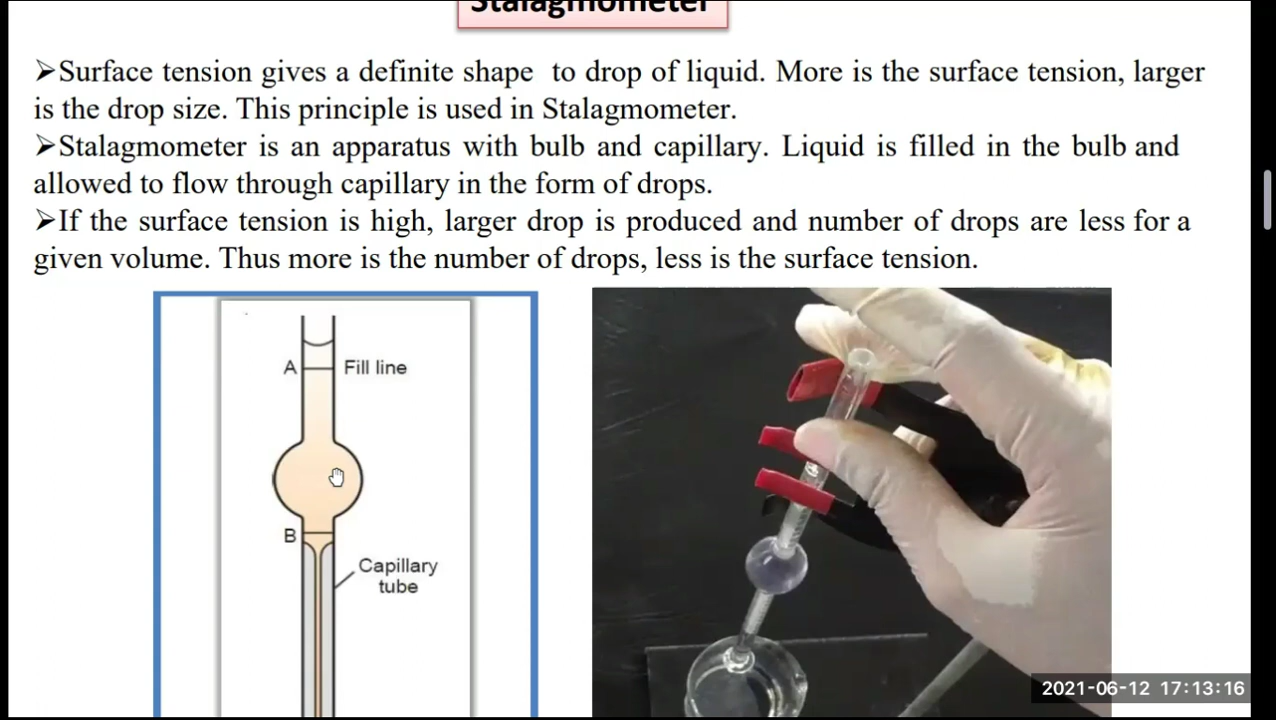 Stalagmometer
➢Surface tension gives a definite shape to drop of liquid. More is the surface tension, larger
is the drop size. This principle is used in Stalagmometer.
➢Stalagmometer is an apparatus with bulb and capillary. Liquid is filled in the bulb and
allowed to flow through capillary in the form of drops.
➢If the surface tension is high, larger drop is produced and number of drops are less for a
given volume. Thus more is the number of drops, less is the surface tension.
A Fill line
B
Capillary
tube
2021-06-12 17:13:16